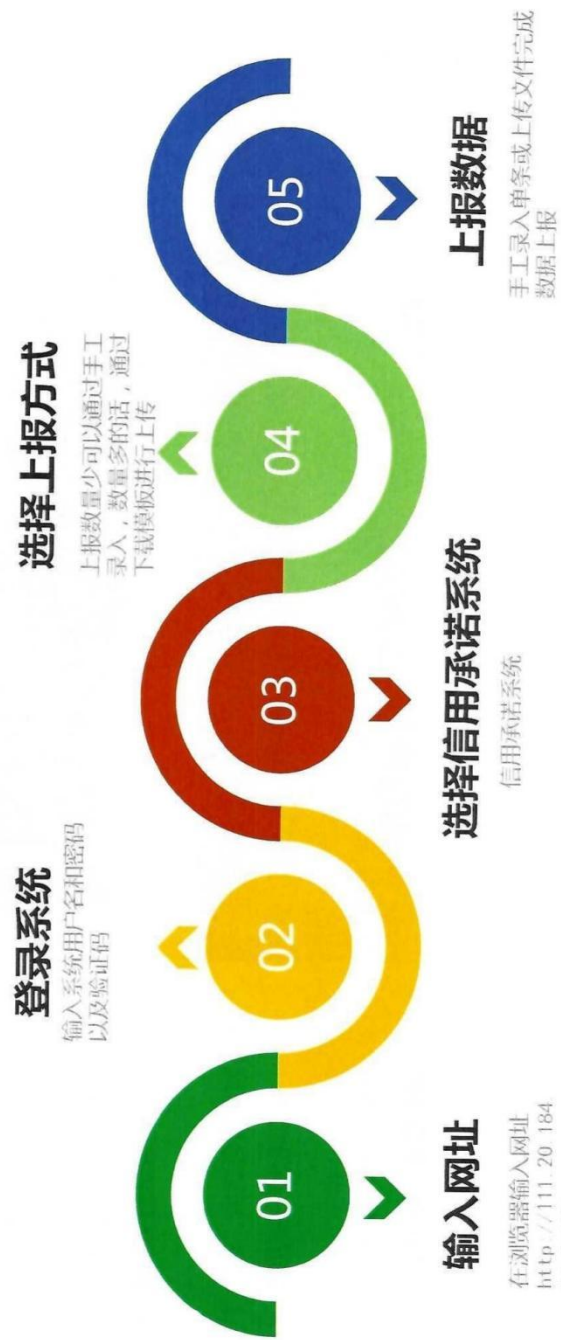 01
输入网址
在浏览器输入网址
http://111.20.184
02
登录系统
输入系统用户名和密码
以及验证码
03
选择信用承诺系统
信用承诺系统
04
选择上报方式
上报数量少可以通过手工
录入，数量多的话，通过
下载模板进行上传
05
上报数据
手工录入单条或上传文件完成
数据上报